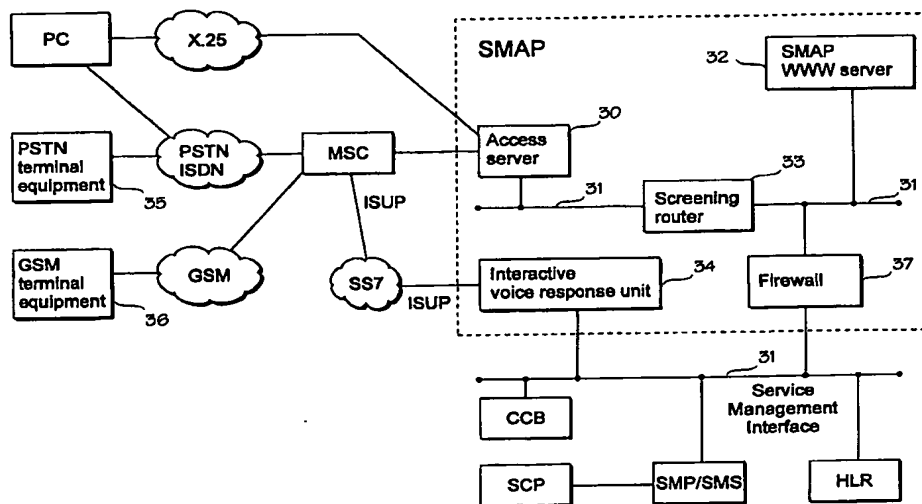 PC
X.25
SMAP
32
SMAP
WWW server
30
Access
server
PSTN
terminal
equipment
35
PSTN
ISDN
MSC
33
31
Screening
router
31
ISUP
GSM
terminal
equipment
36
GSM
SS7
ISUP
Interactive
voice response unit
34
Firewall
37
31
Service
Management
Interface
CCB
SCP
SMP/SMS
HLR